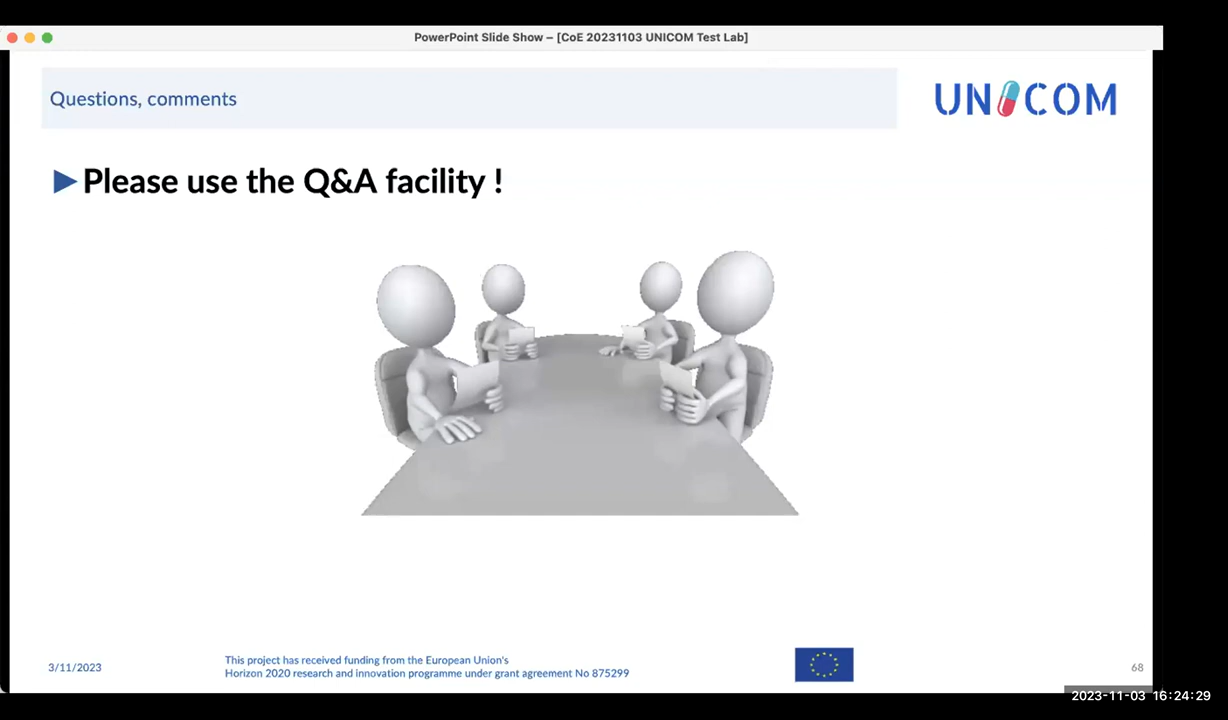 PowerPoint Slide Show – [CoE 20231103 UNICOM Test Lab]
Questions, comments
UNICOM
Please use the Q&A facility !
3/11/2023
This project has received funding from the European Union's
Horizon 2020 research and innovation programme under grant agreement No 875299
68
2023-11-03 16:24:29